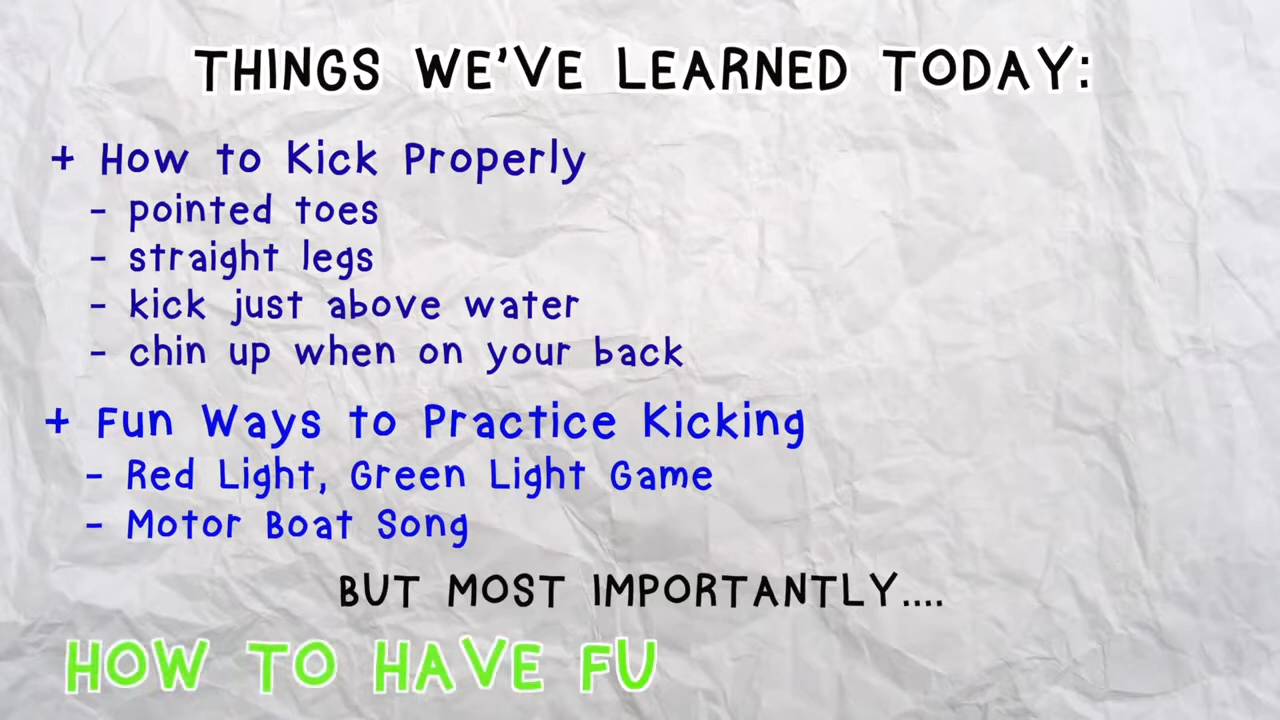 THINGS WE'VE LEARNED TODAY:
+ How to Kick Properly
- pointed toes
- straight legs
- kick just above water
- chin up when on your back
+ Fun Ways to Practice Kicking
- Red Light, Green Light Game
- Motor Boat Song
BUT MOST IMPORTANTLY....
HOW TO HAVE FU